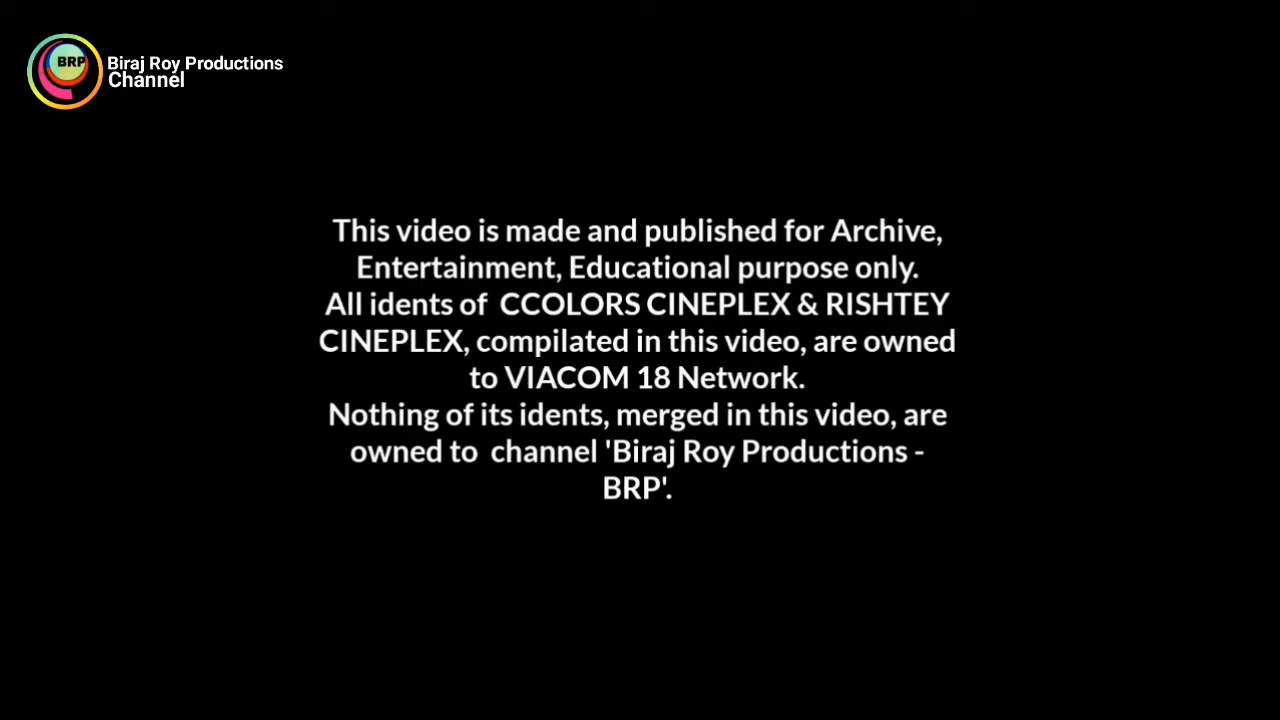 BRP
Biraj Roy Productions
Channel
This video is made and published for Archive,
Entertainment, Educational purpose only.
All idents of  CCOLORS CINEPLEX & RISHTEY
CINEPLEX, compilated in this video, are owned
to VIACOM 18 Network.
Nothing of its idents, merged in this video, are
owned to  channel 'Biraj Roy Productions -
BRP'.